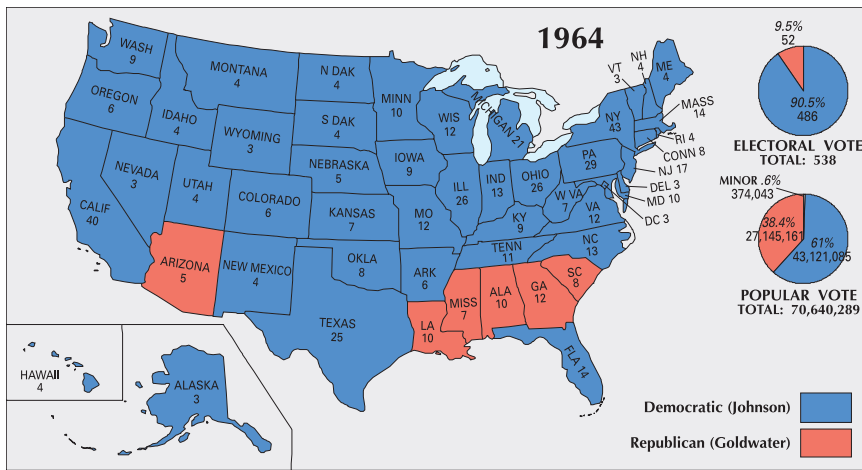 1964
WASH
9
OREGON
6
CALIF
40
NEVADA
3
IDAHO
4
MONTANA
4
WYOMING
3
UTAH
4
COLORADO
6
ARIZONA
5
NEW MEXICO
4
N DAK
4
S DAK
4
NEBRASKA
5
KANSAS
7
OKLA
8
TEXAS
25
MINN
10
IOWA
9
MO
12
ARK
6
LA
10
WIS
12
ILL
26
MICHIGAN 21
IND
13
OHIO
26
KY
9
TENN
11
MISS
7
ALA
10
GA
12
FLA 14
SC
8
NC
13
VA
12
W VA
7
PA
29
NY
43
VT
3
NH
4
ME
4
MASS
14
RI 4
CONN 8
NJ 17
DEL 3
MD 10
DC 3
HAWAII
4
ALASKA
3
9.5%
52
90.5%
486
ELECTORAL VOTE
TOTAL: 538
MINOR .6%
374,043
38.4%
27,145,161
61%
43,121,085
POPULAR VOTE
TOTAL: 70,640,289
Democratic (Johnson)
Republican (Goldwater)